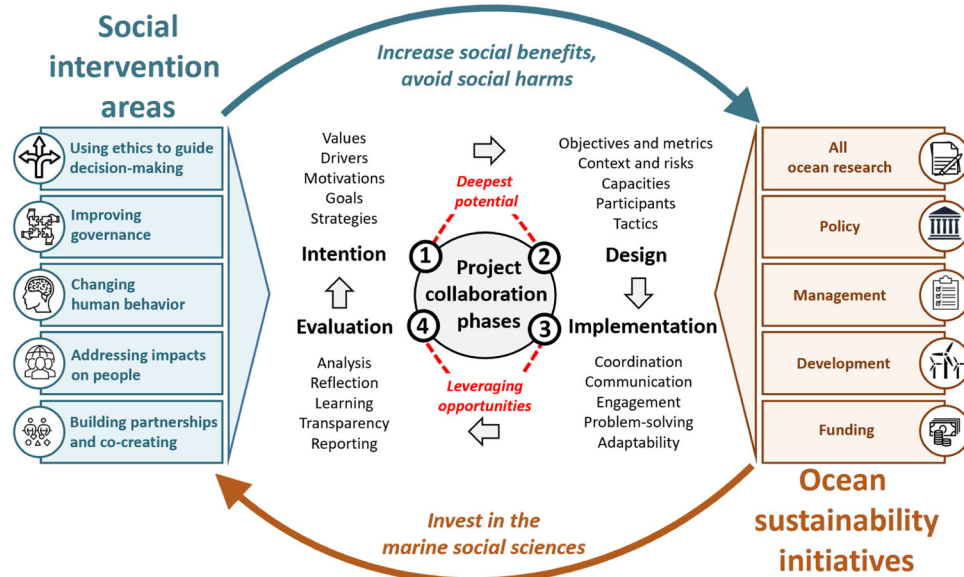 Social
intervention
areas
Increase social benefits,
avoid social harms
Using ethics to guide
decision-making
Improving
governance
Changing
human behavior
Addressing impacts
on people
Building partnerships
and co-creating
Values
Drivers
Motivations
Goals
Strategies
Intention
Deepest
potential
Objectives and metrics
Context and risks
Capacities
Participants
Tactics
Design
1
2
Project
collaboration
phases
4
3
Evaluation
Analysis
Reflection
Learning
Transparency
Reporting
Leveraging
opportunities
Implementation
Coordination
Communication
Engagement
Problem-solving
Adaptability
All
ocean research
Policy
Management
Development
Funding
Invest in the
marine social sciences
Ocean
sustainability
initiatives